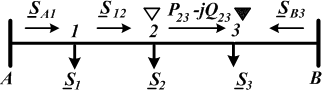 S_A1 S_12 P_23-jQ_23 S_B3
1 2 3
A S_1 S_2 S_3 B